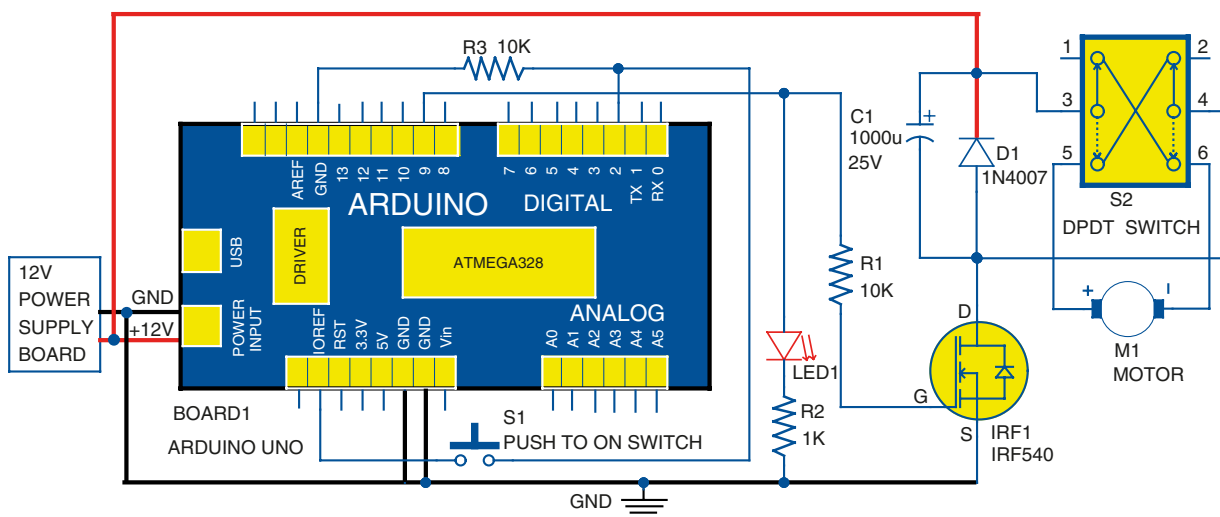 R3 10K
1
2
3
4
5
6
S2
DPDT SWITCH
C1
1000u
25V
+
D1
1N4007
AREF
GND
13
12
11
10
9
8
7
6
5
4
3
2
TX 1
RX 0
ARDUINO
DIGITAL
USB
DRIVER
ATMEGA328
ANALOG
POWER
INPUT
12V
POWER
SUPPLY
BOARD
GND
+12V
IOREF
RST
3.3V
5V
GND
GND
Vin
A0
A1
A2
A3
A4
A5
R1
10K
LED1
R2
1K
+
-
M1
MOTOR
D
G
S
IRF1
IRF540
BOARD1
ARDUINO UNO
S1
PUSH TO ON SWITCH
GND